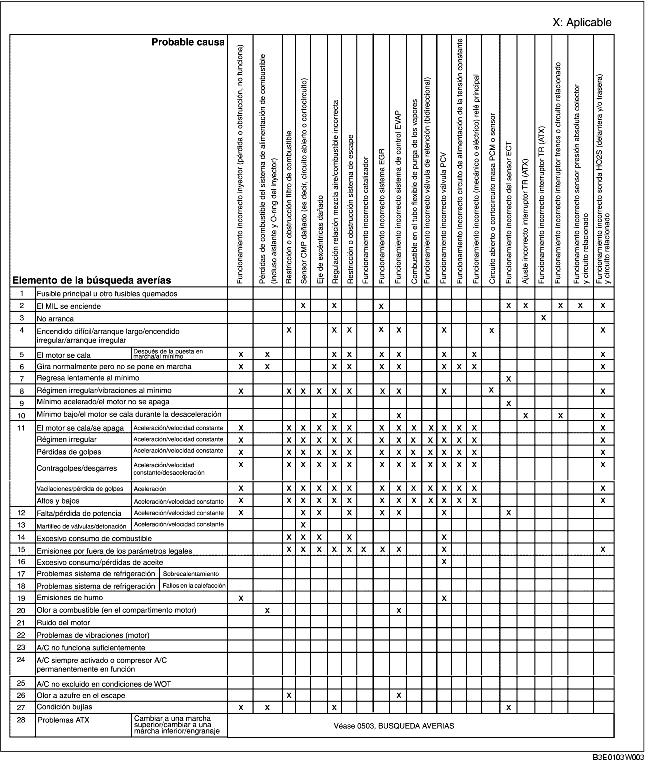 X: Aplicable
Probable causa
Elemento de la búsqueda averías
Funcionamiento incorrecto inyector (pérdida o obstrucción, no funciona)
Pérdidas de combustible del sistema de alimentación de combustible
(incluso aislante y O-ring del inyector)
Restricción o obstrucción filtro de combustible
Sensor CMP dañado (es decir, circuito abierto o cortocircuito)
Eje de excéntricas dañado
Regulación relación mezcla aire/combustible incorrecta
Restricción o obstrucción sistema de escape
Funcionamiento incorrecto catalizador
Funcionamiento incorrecto sistema EGR
Funcionamiento incorrecto sistema de control EVAP
Combustible en el tubo flexible de purga de los vapores
Funcionamiento incorrecto válvula de retención (bidireccional)
Funcionamiento incorrecto válvula PCV
Funcionamiento incorrecto circuito de alimentación de la tensión constante
Funcionamiento incorrecto (mecánico o eléctrico) relé principal
Circuito abierto o cortocircuito masa PCM o sensor
Funcionamiento incorrecto del sensor ECT
Ajuste incorrecto interruptor TR (ATX)
Funcionamiento incorrecto interruptor TR (ATX)
Funcionamiento incorrecto interruptor frenos o circuito relacionado
Funcionamiento incorrecto sensor presión absoluta colector
y circuito relacionado
Funcionamiento incorrecto sonda HO2S (delantera y/o trasera)
y circuito relacionado
1 Fusible principal u otro fusibles quemados
2 El MIL se enciende X X X X X X X X
3 No arranca X
4 Encendido difícil/arranque largo/encendido
irregular/arranque irregular X X X X X X X X
5 El motor se cala Después de la puesta en
marcha/al mínimo X X X X X X X X
6 Gira normalmente pero no se pone en marcha X X X X X X X X X X
7 Regresa lentamente al mínimo X
8 Régimen irregular/vibraciones al mínimo X X X X X X X X X X X
9 Mínimo acelerado/el motor no se apaga X
10 Mínimo bajo/el motor se cala durante la desaceleración X X X X X
11 El motor se cala/se apaga Aceleración/velocidad constante X X X X X X X X X X X X X X
Régimen irregular Aceleración/velocidad constante X X X X X X X X X X X X X X
Pérdidas de golpes Aceleración/velocidad constante X X X X X X X X X X X X X X
Contragolpes/desgarres Aceleración/velocidad
constante/desaceleración X X X X X X X X X X X X X X
Vacilaciones/pérdida de golpes Aceleración X X X X X X X X X X X X X X
Altos y bajos Aceleración/velocidad constante X X X X X X X X X X X X X X
12 Falta/pérdida de potencia Aceleración/velocidad constante X X X X X X X X
13 Martilleo de válvulas/detonación Aceleración/velocidad constante X
14 Excesivo consumo de combustible X X X X X
15 Emisiones por fuera de los parámetros legales X X X X X X X X X X
16 Excesivo consumo/pérdidas de aceite X
17 Problemas sistema de refrigeración Sobrecalentamiento
18 Problemas sistema de refrigeración Fallos en la calefacción
19 Emisiones de humo X X
20 Olor a combustible (en el compartimento motor) X X
21 Ruido del motor
22 Problemas de vibraciones (motor)
23 A/C no funciona suficientemente
24 A/C siempre activado o compresor A/C
permanentemente en función
25 A/C no excluido en condiciones de WOT
26 Olor a azufre en el escape X X
27 Condición bujías X X X X
28 Problemas ATX Cambiar a una marcha
superior/cambiar a una
marcha inferior/engranaje Véase 0503, BUSQUEDA AVERIAS
B3E0103W003